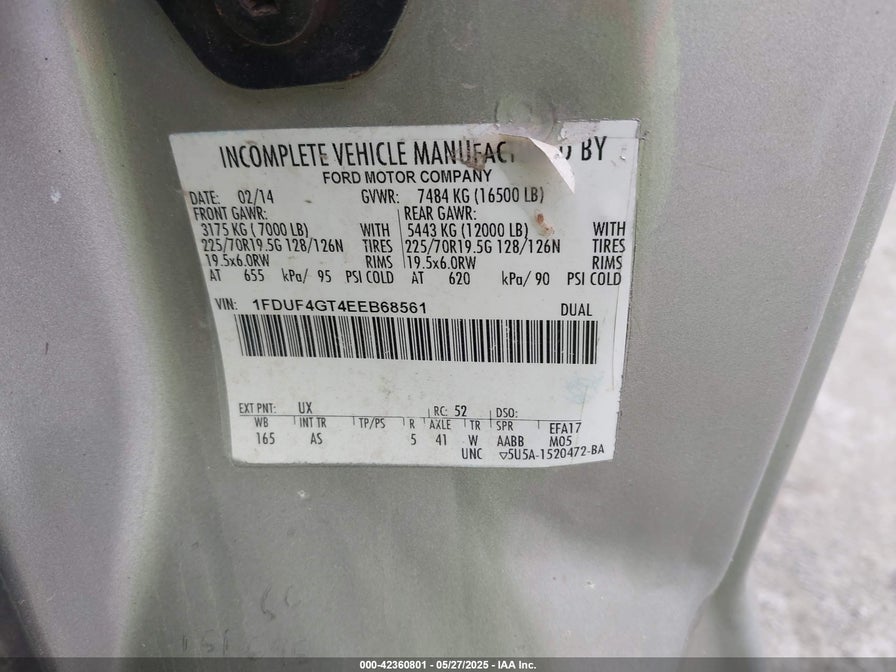 INCOMPLETE VEHICLE MANUFAC D BY
FORD MOTOR COMPANY
DATE: 02/14 GVWR: 7484 KG (16500 LB)
FRONT GAWR: REAR GAWR:
3175 KG ( 7000 LB) WITH 5443 KG (12000 LB) WITH
225/70R19.5G 128/126N TIRES 225/70R19.5G 128/126N TIRES
19.5x6.0RW RIMS 19.5x6.0RW RIMS
AT 655 kPa/ 95 PSI COLD AT 620 kPa/ 90 PSI COLD
VIN: 1FDUF4GT4EEB68561 DUAL
EXT PNT: UX RC: 52 DSO:
WB INT TR TP/PS R AXLE TR SPR EFA17
165 AS 5 41 W AABB M05
UNC ▽5U5A-1520472-BA
000-42360801 — 05/27/2025 — IAA Inc.